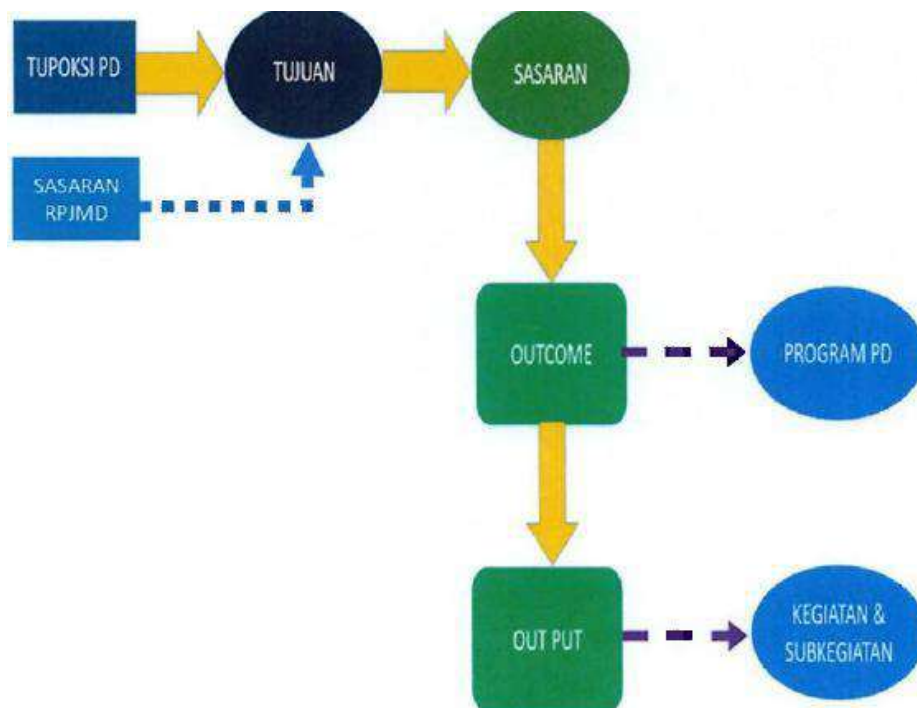 TUPOKSI PD
TUJUAN
SASARAN
SASARAN
RPJMD
OUTCOME
PROGRAM PD
OUT PUT
KEGIATAN &
SUBKEGIATAN